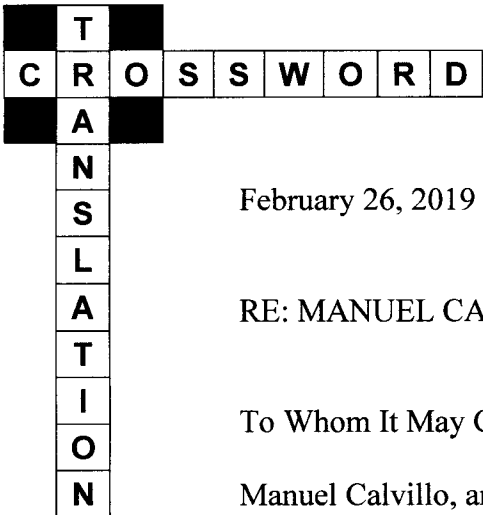 TRANSLATION
CROSSWORD
February 26, 2019
RE: MANUEL
To Whom It May
Manuel Calvillo,